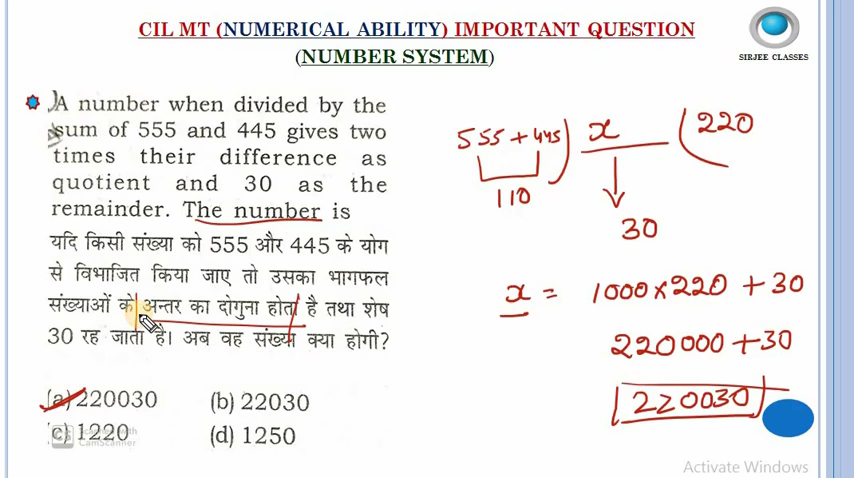 CIL MT (NUMERICAL ABILITY) IMPORTANT QUESTION
(NUMBER SYSTEM)
SIRJEE CLASSES
A number when divided by the
sum of 555 and 445 gives two
times their difference as
quotient and 30 as the
remainder. The number is
यदि किसी संख्या को 555 और 445 के योग
से विभाजित किया जाए तो उसका भागफल
संख्याओं के अन्तर का दोगुना होता है तथा शेष
30 रह जाता है। अब वह संख्या क्या होगी?
(a) 220030 (b) 22030
(c) 1220 (d) 1250
Scanned with
CamScanner
555 + 445) x (220
110
30
x = 1000 × 220 + 30
220000 + 30
220030
Activate Windows